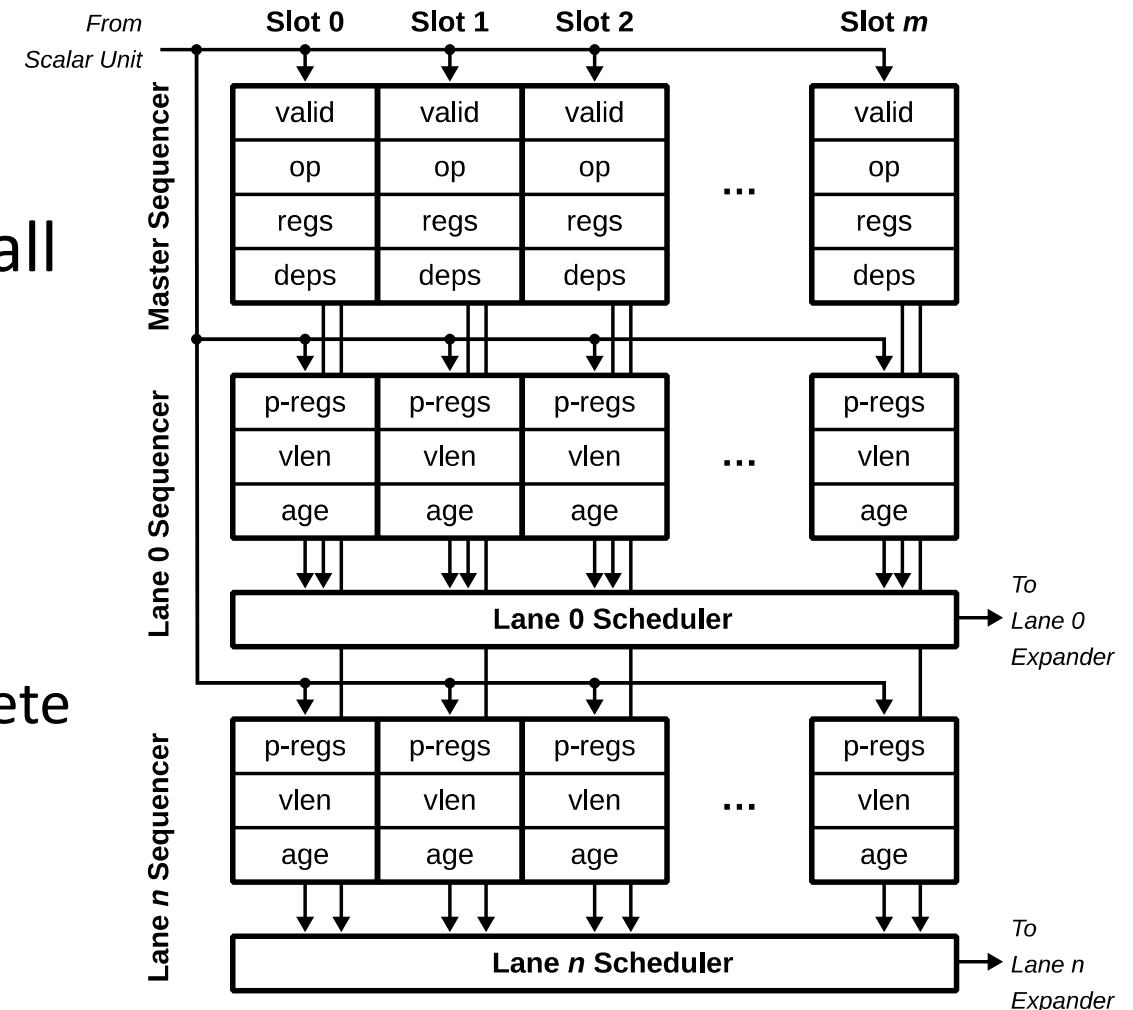 From
Scalar Unit
Slot 0 Slot 1 Slot 2 Slot m
Master Sequencer
valid valid valid valid
op op op ... op
regs regs regs regs
deps deps deps deps
all
Lane 0 Sequencer
p-regs p-regs p-regs p-regs
vlen vlen vlen ... vlen
age age age age
Lane 0 Scheduler
To
Lane 0
Expander
ete
Lane n Sequencer
p-regs p-regs p-regs p-regs
vlen vlen vlen ... vlen
age age age age
Lane n Scheduler
To
Lane n
Expander